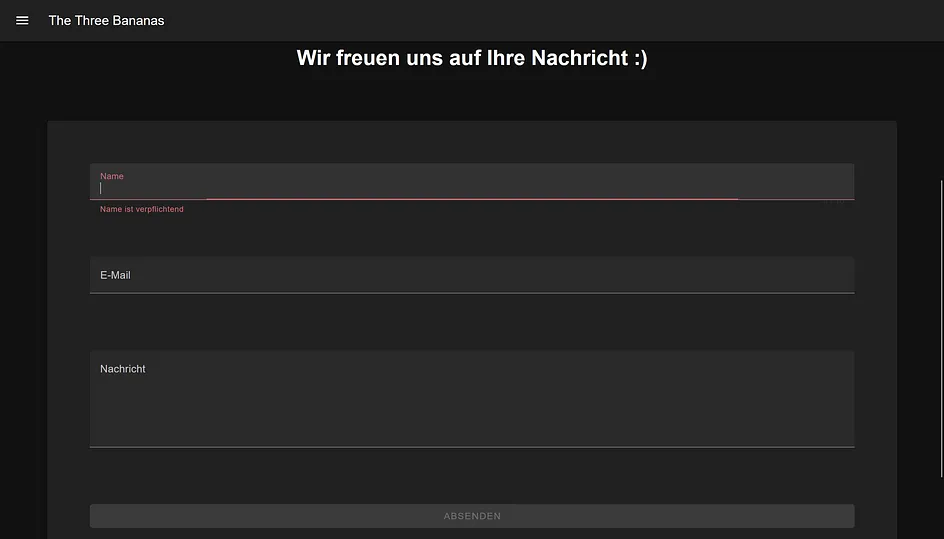 The Three Bananas
Wir freuen uns auf Ihre Nachricht :)
Name
Name ist verpflichtend
E-Mail
Nachricht
ABSENDEN